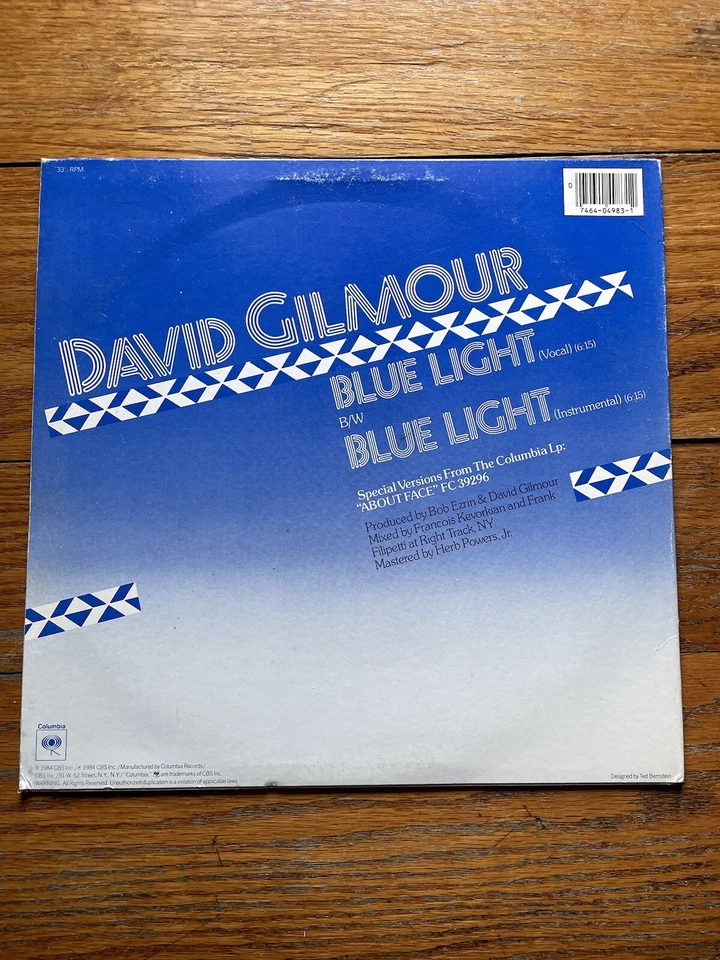 33⅓ RPM
0
7464-04983-1
DAVID GILMOUR
BLUE LIGHT (Vocal) (6:15)
B/W
BLUE LIGHT (Instrumental) (6:15)
Special Versions From The Columbia Lp:
"ABOUT FACE" FC 39296
Produced by Bob Ezrin & David Gilmour
Mixed by Francois Kevorkian and Frank
Filipetti at Right Track, NY
Mastered by Herb Powers, Jr.
Columbia
℗ 1984 CBS Inc. / © 1984 CBS Inc. / Manufactured by Columbia Records /
CBS Inc. / 51 W. 52 Street, N.Y., N.Y. / "Columbia," are trademarks of CBS Inc.
WARNING: All Rights Reserved. Unauthorized duplication is a violation of applicable laws.
Designed by Ted Bernstein